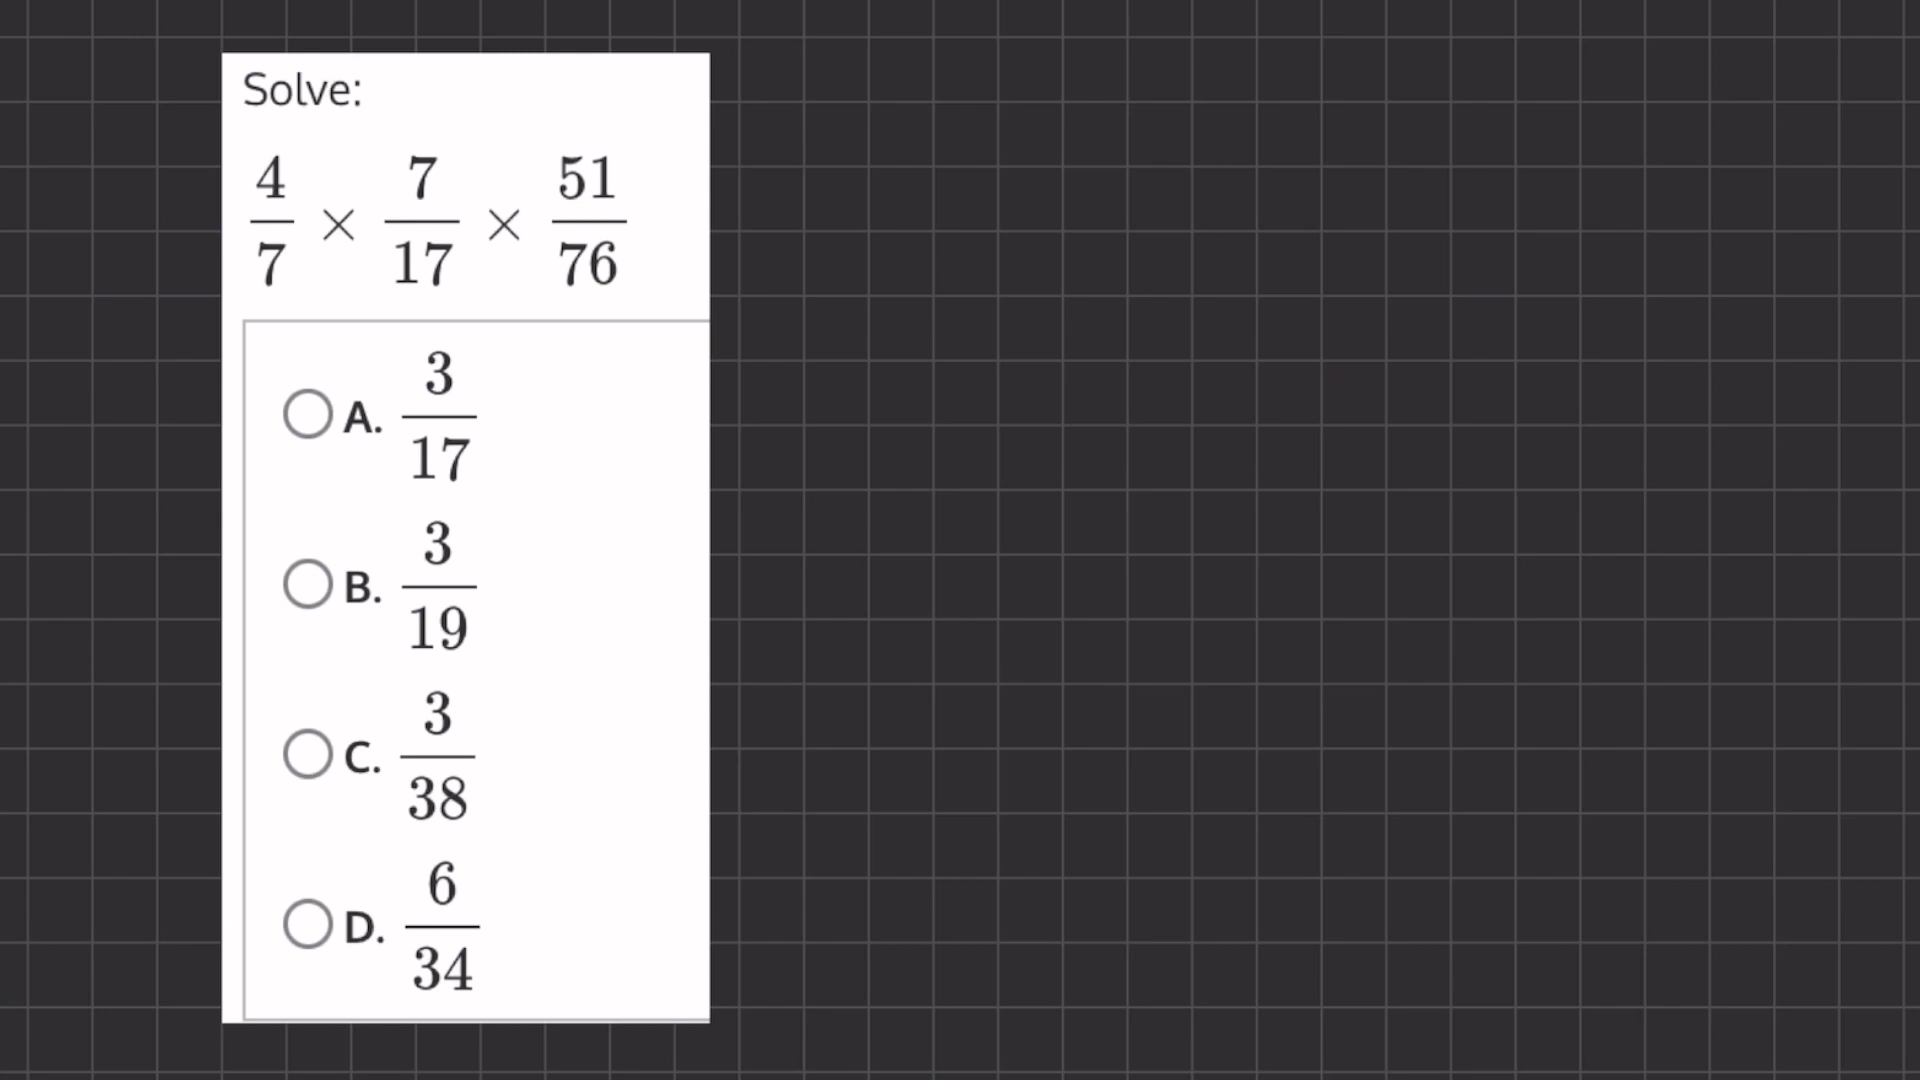 Solve:
4/7 × 7/17 × 51/76
A. 3/17
B. 3/19
C. 3/38
D. 6/34